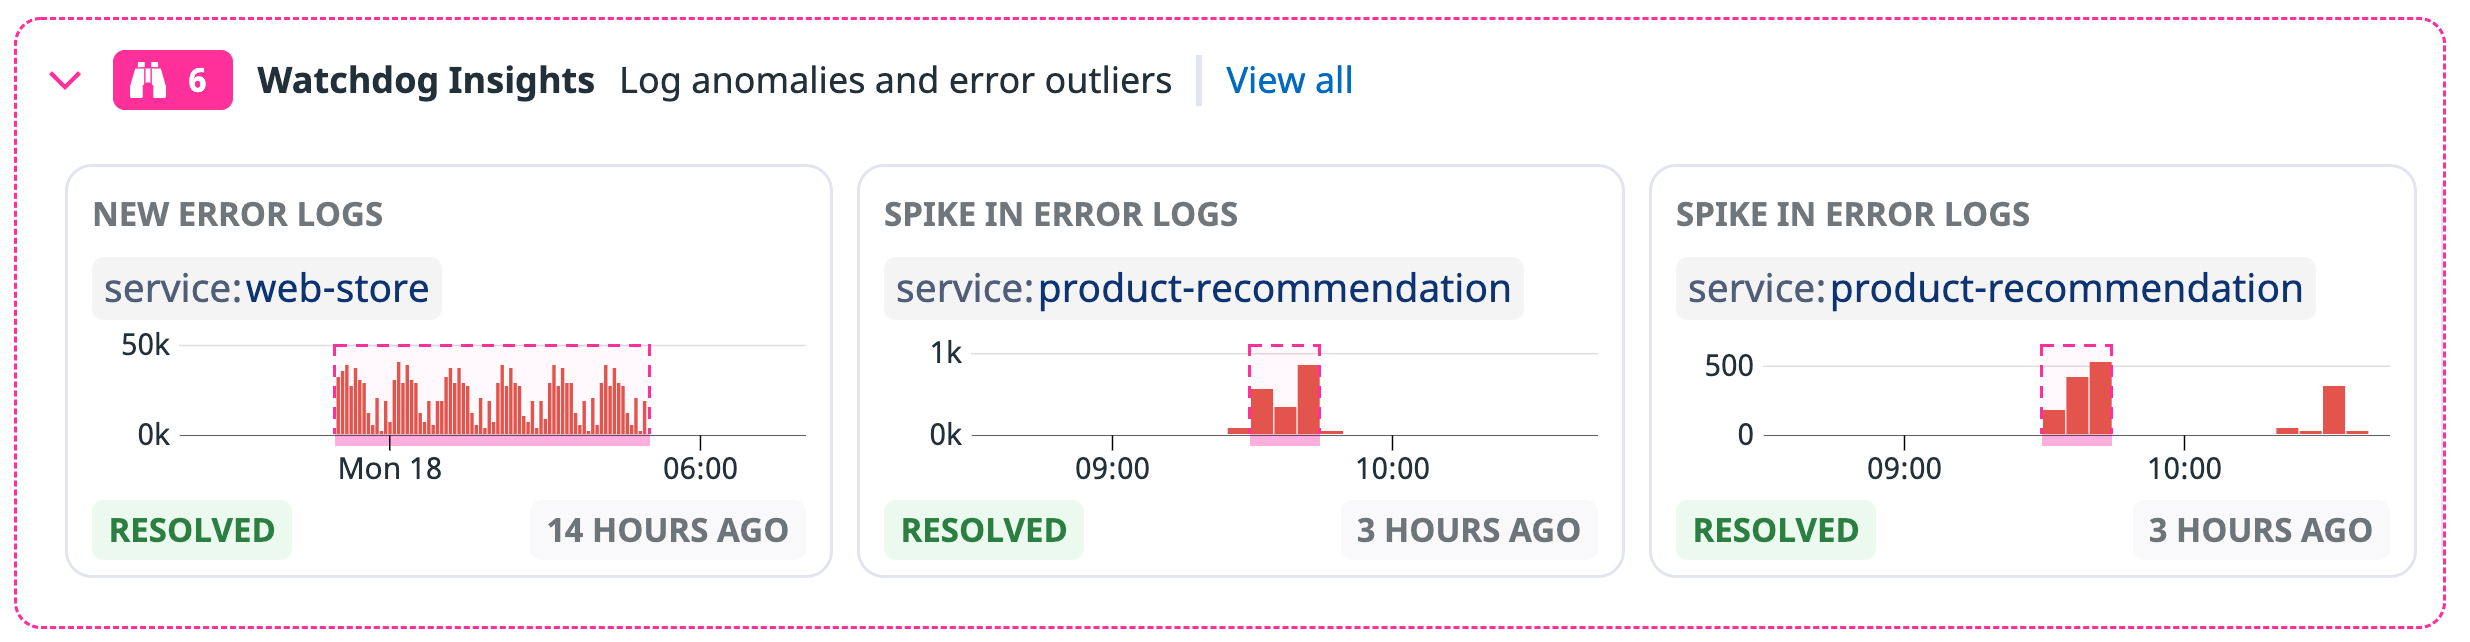 6 Watchdog Insights Log anomalies and error outliers View all
NEW ERROR LOGS
service:web-store
50k
0k
Mon 18 06:00
RESOLVED 14 HOURS AGO
SPIKE IN ERROR LOGS
service:product-recommendation
1k
0k
09:00 10:00
RESOLVED 3 HOURS AGO
SPIKE IN ERROR LOGS
service:product-recommendation
500
0
09:00 10:00
RESOLVED 3 HOURS AGO